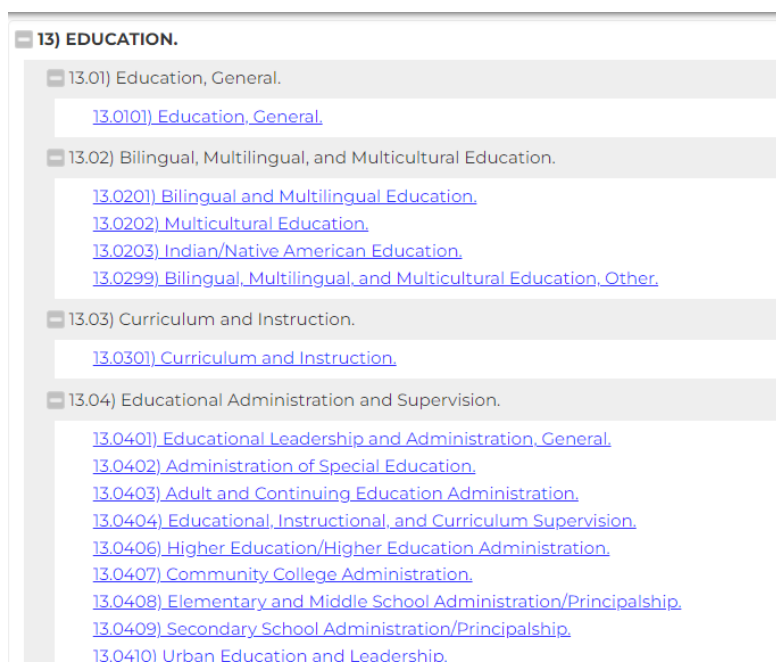 13) EDUCATION.
13.01) Education, General.
13.0101) Education, General.
13.02) Bilingual, Multilingual, and Multicultural Education.
13.0201) Bilingual and Multilingual Education.
13.0202) Multicultural Education.
13.0203) Indian/Native American Education.
13.0299) Bilingual, Multilingual, and Multicultural Education, Other.
13.03) Curriculum and Instruction.
13.0301) Curriculum and Instruction.
13.04) Educational Administration and Supervision.
13.0401) Educational Leadership and Administration, General.
13.0402) Administration of Special Education.
13.0403) Adult and Continuing Education Administration.
13.0404) Educational, Instructional, and Curriculum Supervision.
13.0406) Higher Education/Higher Education Administration.
13.0407) Community College Administration.
13.0408) Elementary and Middle School Administration/Principalship.
13.0409) Secondary School Administration/Principalship.
13.0410) Urban Education and Leadership.